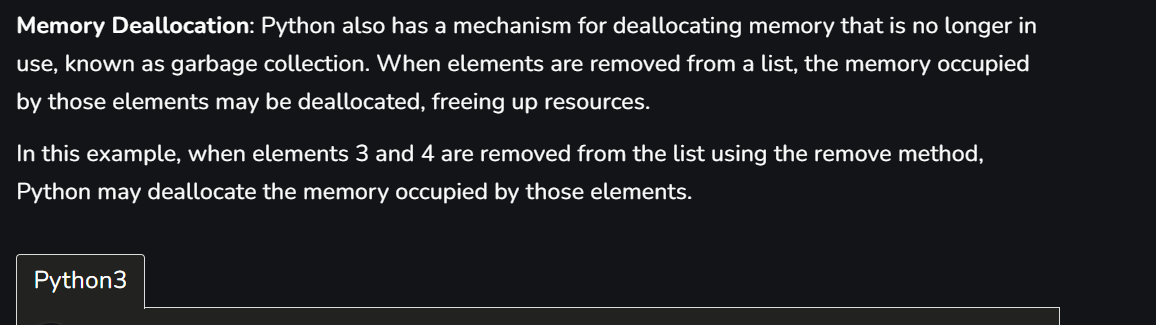 Memory Deallocation: Python also has a mechanism for deallocating memory that is no longer in
use, known as garbage collection. When elements are removed from a list, the memory occupied
by those elements may be deallocated, freeing up resources.
In this example, when elements 3 and 4 are removed from the list using the remove method,
Python may deallocate the memory occupied by those elements.
Python3